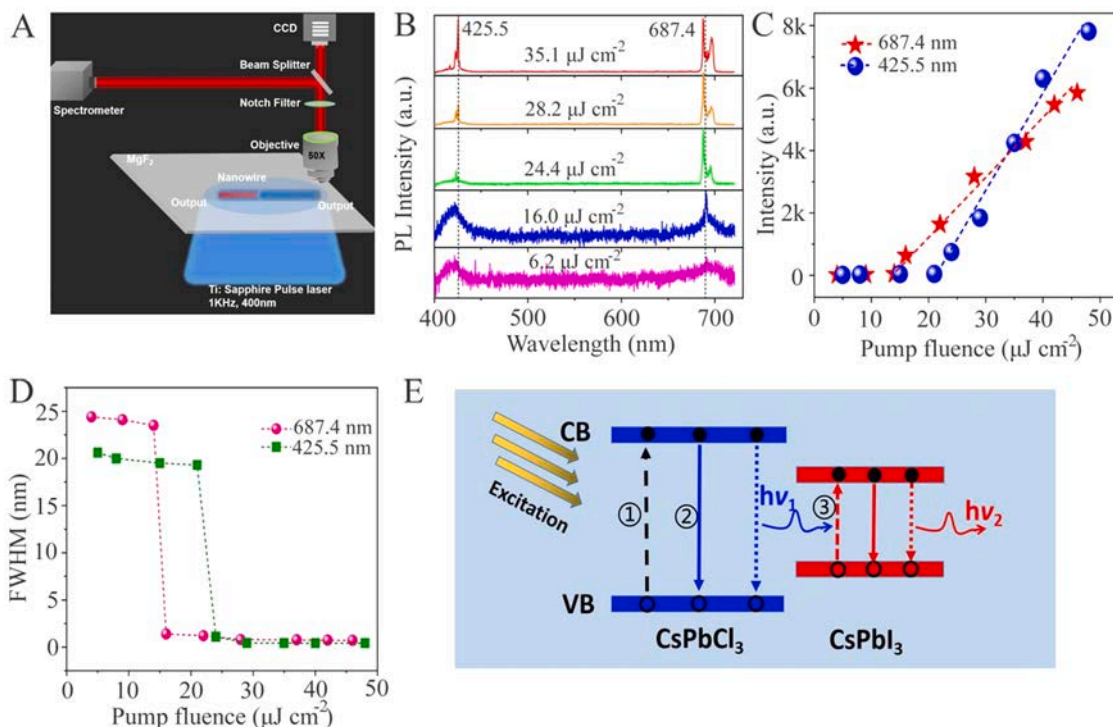 A
CCD
Beam Splitter
Spectrometer
Notch Filter
Objective
50X
MgF₂
Nanowire
Output
Output
Ti: Sapphire Pulse laser
1KHz, 400nm
B
425.5
687.4
35.1 μJ cm⁻²
28.2 μJ cm⁻²
24.4 μJ cm⁻²
16.0 μJ cm⁻²
6.2 μJ cm⁻²
PL Intensity (a.u.)
400 500 600 700
Wavelength (nm)
C
8k
6k
4k
2k
0
687.4 nm
425.5 nm
Intensity (a.u.)
0 10 20 30 40 50
Pump fluence (μJ cm⁻²)
D
25
20
15
10
5
0
687.4 nm
425.5 nm
FWHM (nm)
0 10 20 30 40 50
Pump fluence (μJ cm⁻²)
E
Excitation
CB
① ② hν₁ ③ hν₂
VB
CsPbCl₃ CsPbI₃